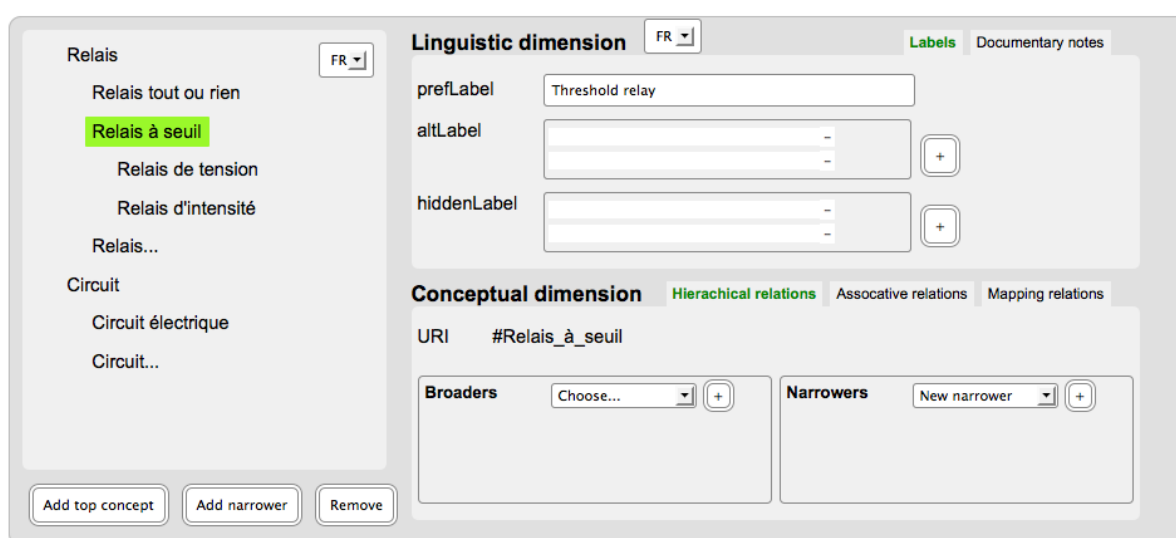 Relais
FR
Relais tout ou rien
Relais à seuil
Relais de tension
Relais d'intensité
Relais...
Circuit
Circuit électrique
Circuit...
Add top concept
Add narrower
Remove
Linguistic dimension
FR
Labels
Documentary notes
prefLabel
Threshold relay
altLabel
–
–
+
hiddenLabel
–
–
+
Conceptual dimension
Hierachical relations
Assocative relations
Mapping relations
URI #Relais_à_seuil
Broaders
Choose...
+
Narrowers
New narrower
+